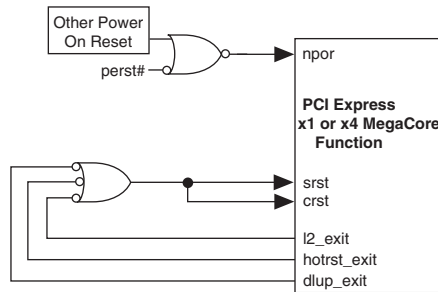 Other Power
On Reset
perst#
npor
PCI Express
x1 or x4 MegaCore
Function
srst
crst
l2_exit
hotrst_exit
dlup_exit